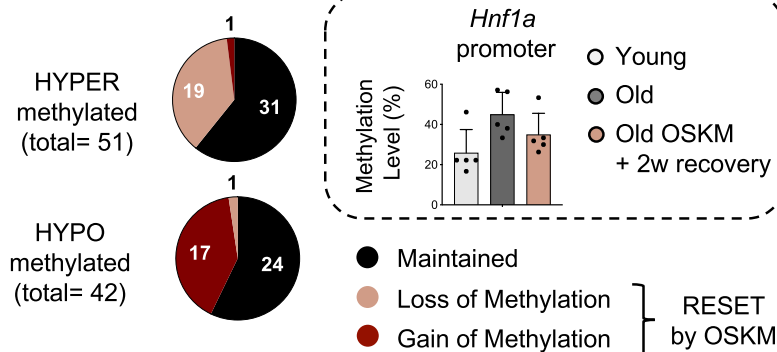 HYPER
methylated
(total= 51)
1
19
31
HYPO
methylated
(total= 42)
1
17
24
Hnf1a
promoter
Methylation
Level (%)
60
40
20
0
Young
Old
Old OSKM
+ 2w recovery
Maintained
Loss of Methylation
Gain of Methylation
RESET
by OSKM